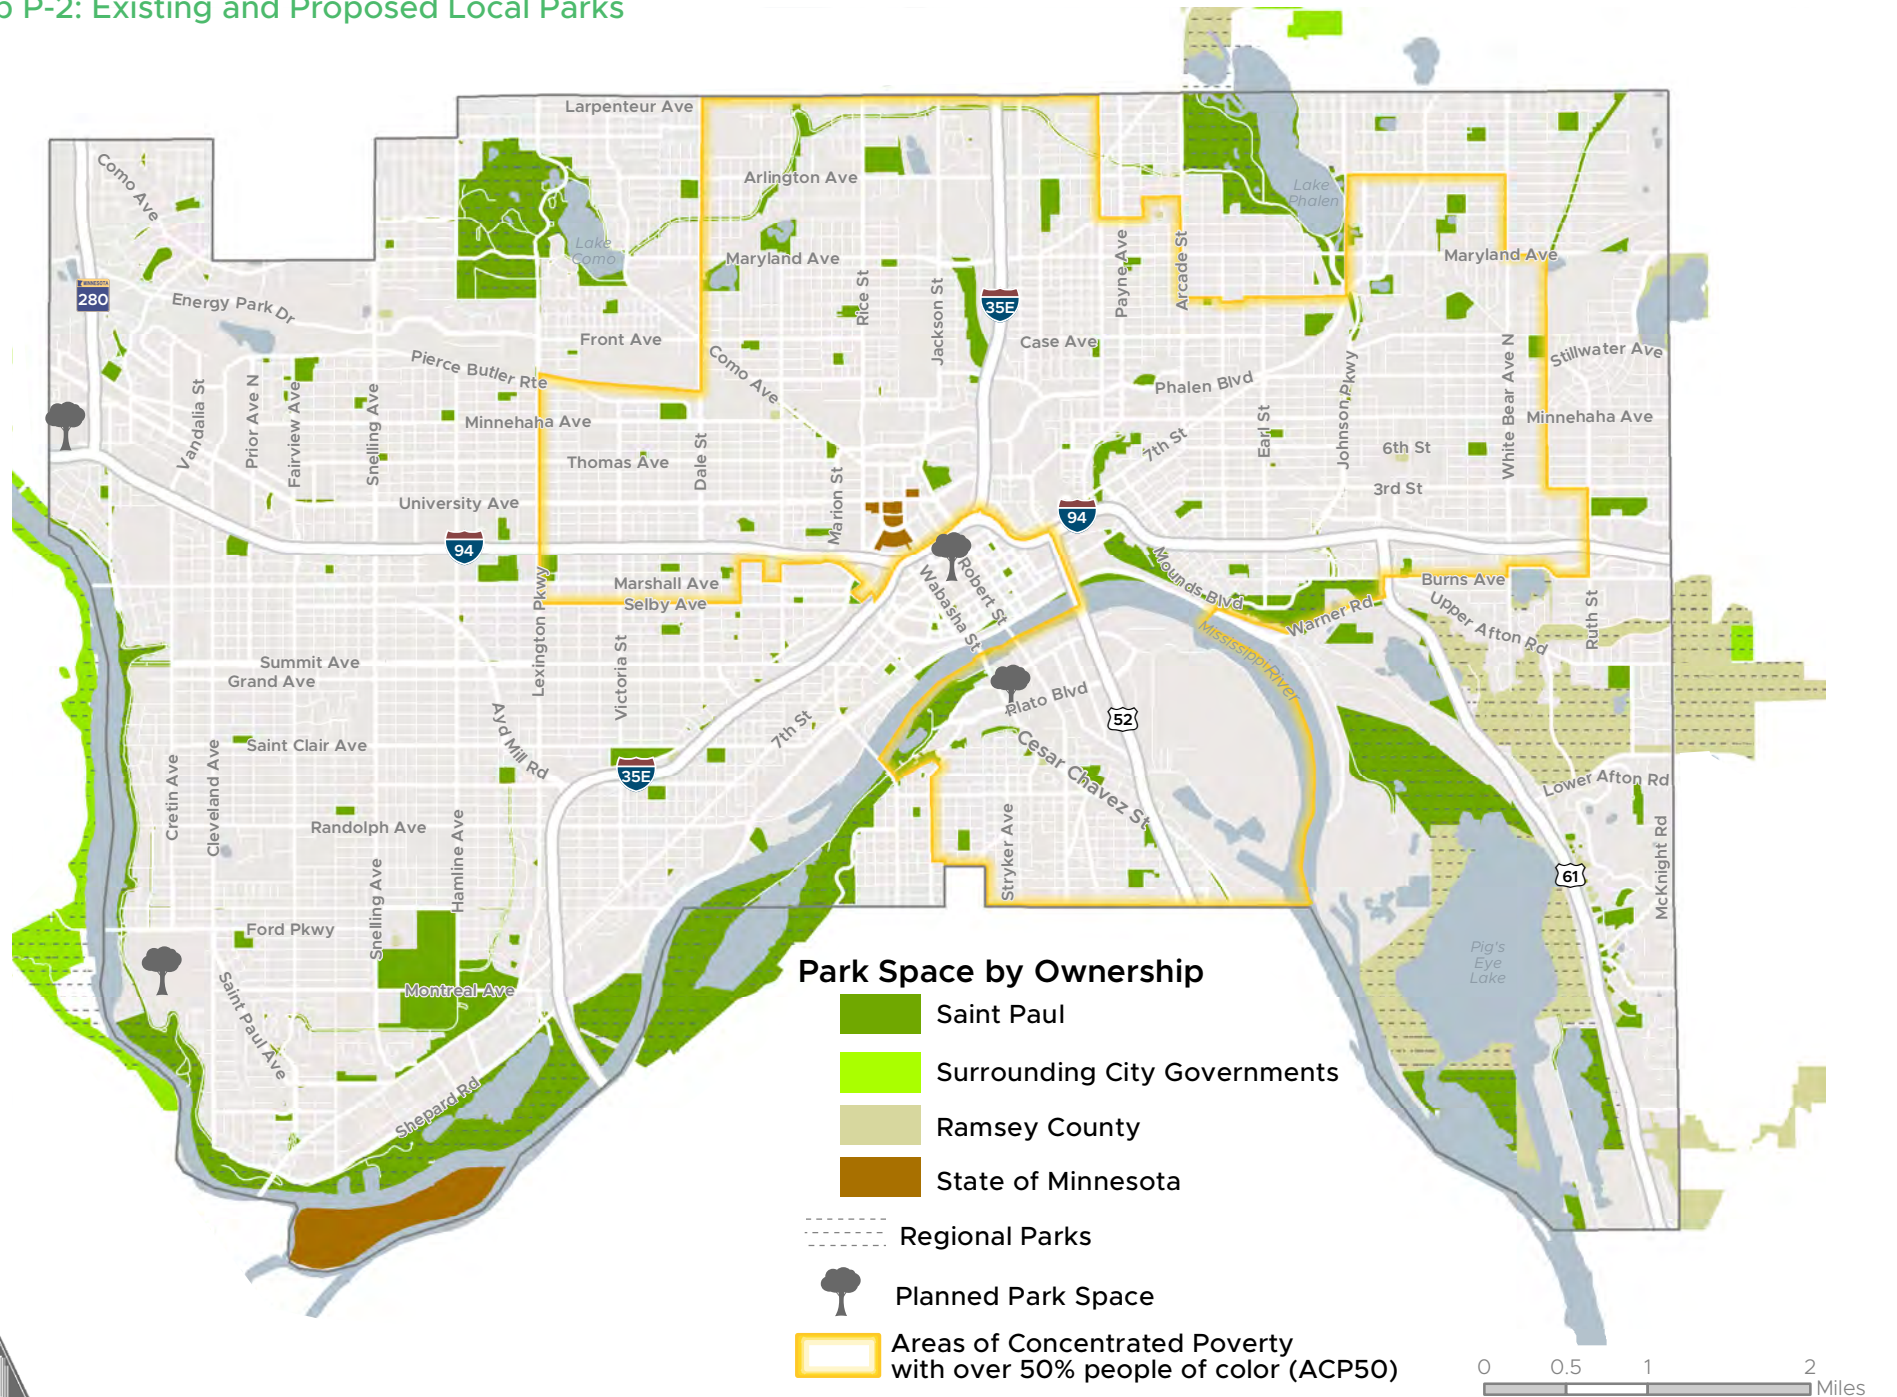 P-2: Existing and Proposed Local Parks
Larpenteur Ave
Como Ave
Arlington Ave
Lake
Phalen
Lake
Como
Maryland Ave
Maryland Ave
MINNESOTA
280
Energy Park Dr
Rice St
Jackson St
35E
Payne Ave
Arcade St
Front Ave
Case Ave
Pierce Butler Rte
Como Ave
Phalen Blvd
Johnson Pkwy
White Bear Ave N
Stillwater Ave
Vandalia St
Prior Ave N
Fairview Ave
Snelling Ave
Minnehaha Ave
Minnehaha Ave
Dale St
Earl St
7th St
6th St
Thomas Ave
Marion St
3rd St
University Ave
94
94
Marshall Ave
Selby Ave
Lexington Pkwy
Victoria St
Robert St
Wabasha St
Mounds Blvd
Warner Rd
Burns Ave
Upper Afton Rd
Ruth St
Mississippi River
Summit Ave
Grand Ave
Plato Blvd
52
Ayd Mill Rd
7th St
Cesar Chavez St
Saint Clair Ave
35E
Cretin Ave
Cleveland Ave
Lower Afton Rd
Randolph Ave
Hamline Ave
Snelling Ave
Stryker Ave
McKnight Rd
61
Ford Pkwy
Montreal Ave
Saint Paul Ave
Pig's
Eye
Lake
Shepard Rd
Park Space by Ownership
Saint Paul
Surrounding City Governments
Ramsey County
State of Minnesota
Regional Parks
Planned Park Space
Areas of Concentrated Poverty
with over 50% people of color (ACP50)
0 0.5 1 2
Miles